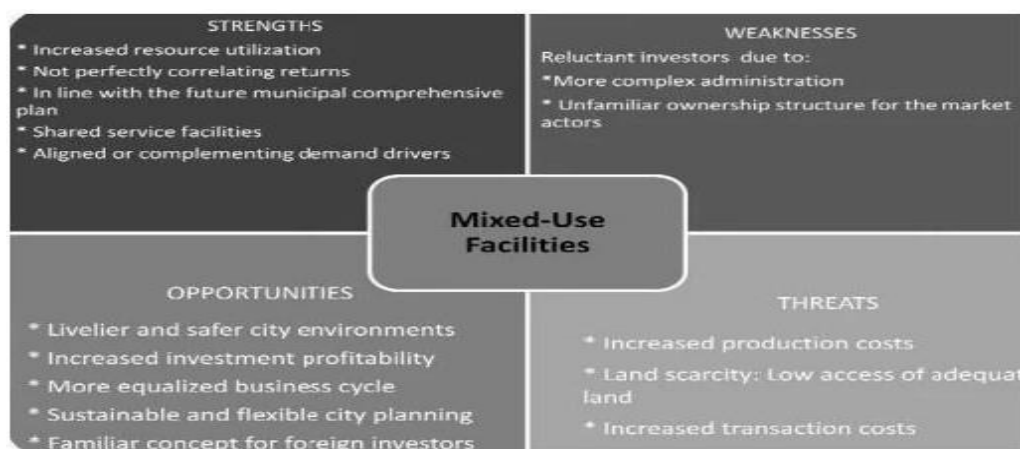 STRENGTHS
* Increased resource utilization
* Not perfectly correlating returns
* In line with the future municipal comprehensive
plan
* Shared service facilities
* Aligned or complementing demand drivers
WEAKNESSES
Reluctant investors due to:
*More complex administration
* Unfamiliar ownership structure for the market
actors
Mixed-Use
Facilities
OPPORTUNITIES
* Livelier and safer city environments
* Increased investment profitability
* More equalized business cycle
* Sustainable and flexible city planning
* Familiar concept for foreign investors
THREATS
* Increased production costs
* Land scarcity: Low access of adequat
land
* Increased transaction costs